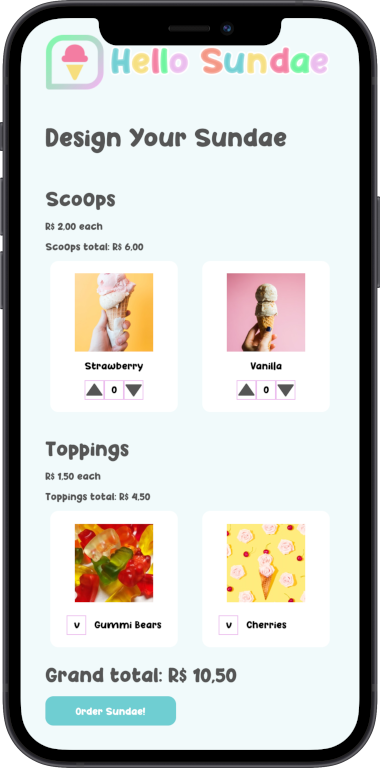 Hello Sundae
Design Your Sundae
ScoOps
R$ 2,00 each
ScoOps total: R$ 6,00
Strawberry
Vanilla
0
0
Toppings
R$ 1,50 each
Toppings total: R$ 4,50
v Gummi Bears
v Cherries
Grand total: R$ 10,50
Order Sundae!